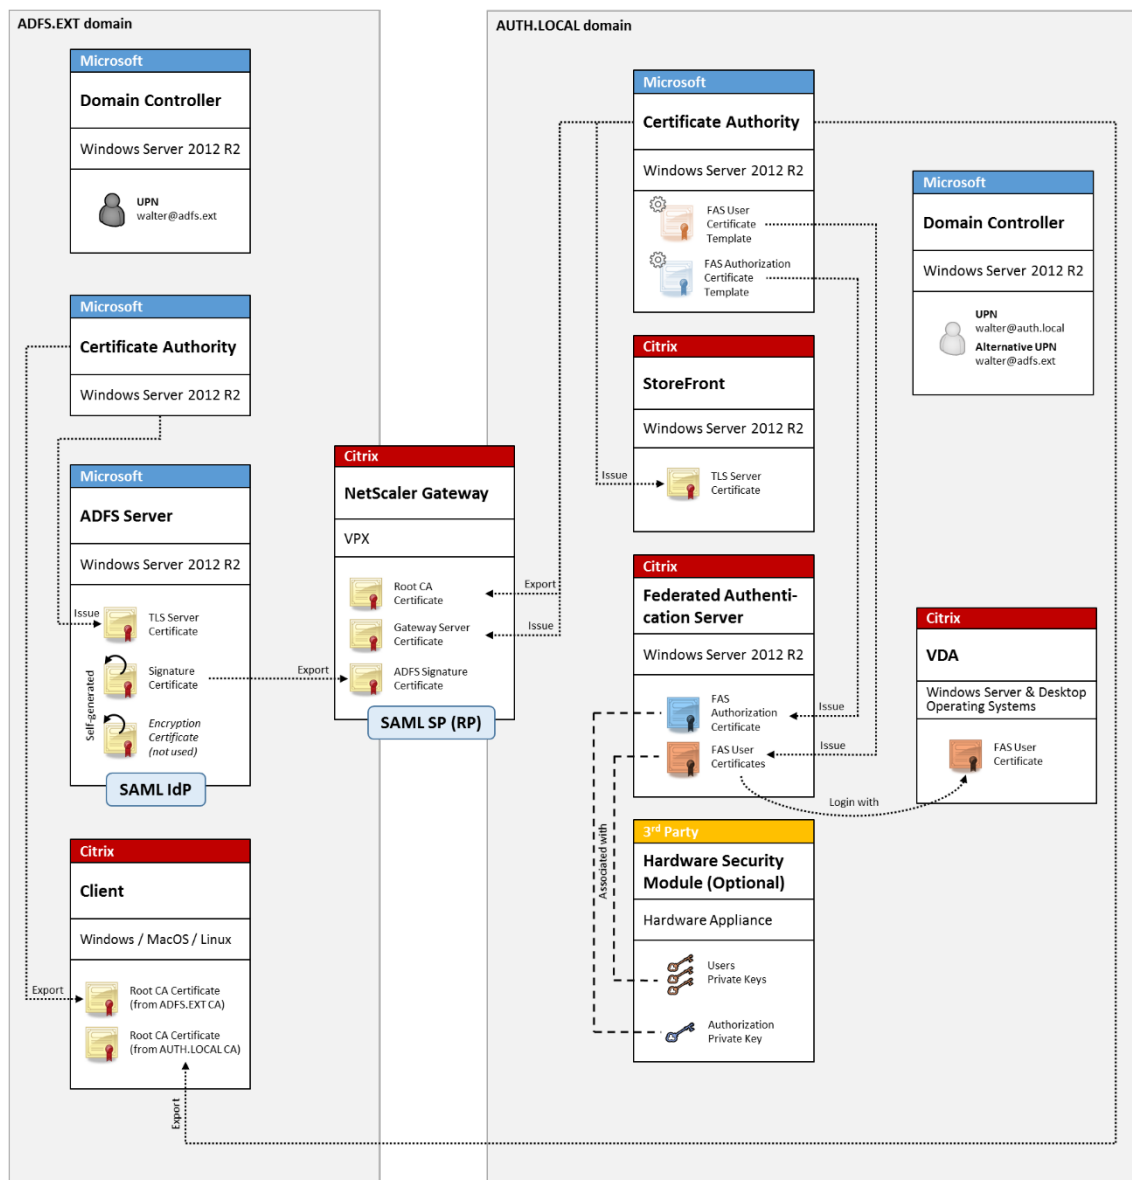 ADFS.EXT domain
Microsoft
Domain Controller
Windows Server 2012 R2
UPN
walter@adfs.ext
Microsoft
Certificate Authority
Windows Server 2012 R2
Microsoft
ADFS Server
Windows Server 2012 R2
Issue
TLS Server
Certificate
Self-generated
Signature
Certificate
Encryption
Certificate
(not used)
SAML IdP
Citrix
Client
Windows / MacOS / Linux
Export
Root CA Certificate
(from ADFS.EXT CA)
Root CA Certificate
(from AUTH.LOCAL CA)
Export
Citrix
NetScaler Gateway
VPX
Root CA
Certificate
Export
Gateway Server
Certificate
Issue
Export
ADFS Signature
Certificate
SAML SP (RP)
AUTH.LOCAL domain
Microsoft
Certificate Authority
Windows Server 2012 R2
FAS User
Certificate
Template
FAS Authorization
Certificate
Template
Citrix
StoreFront
Windows Server 2012 R2
Issue
TLS Server
Certificate
Citrix
Federated Authenti-
cation Server
Windows Server 2012 R2
FAS
Authorization
Certificate
Issue
FAS User
Certificates
Issue
Login with
Associated with
3rd Party
Hardware Security
Module (Optional)
Hardware Appliance
Users
Private Keys
Authorization
Private Key
Microsoft
Domain Controller
Windows Server 2012 R2
UPN
walter@auth.local
Alternative UPN
walter@adfs.ext
Citrix
VDA
Windows Server & Desktop
Operating Systems
FAS User
Certificate